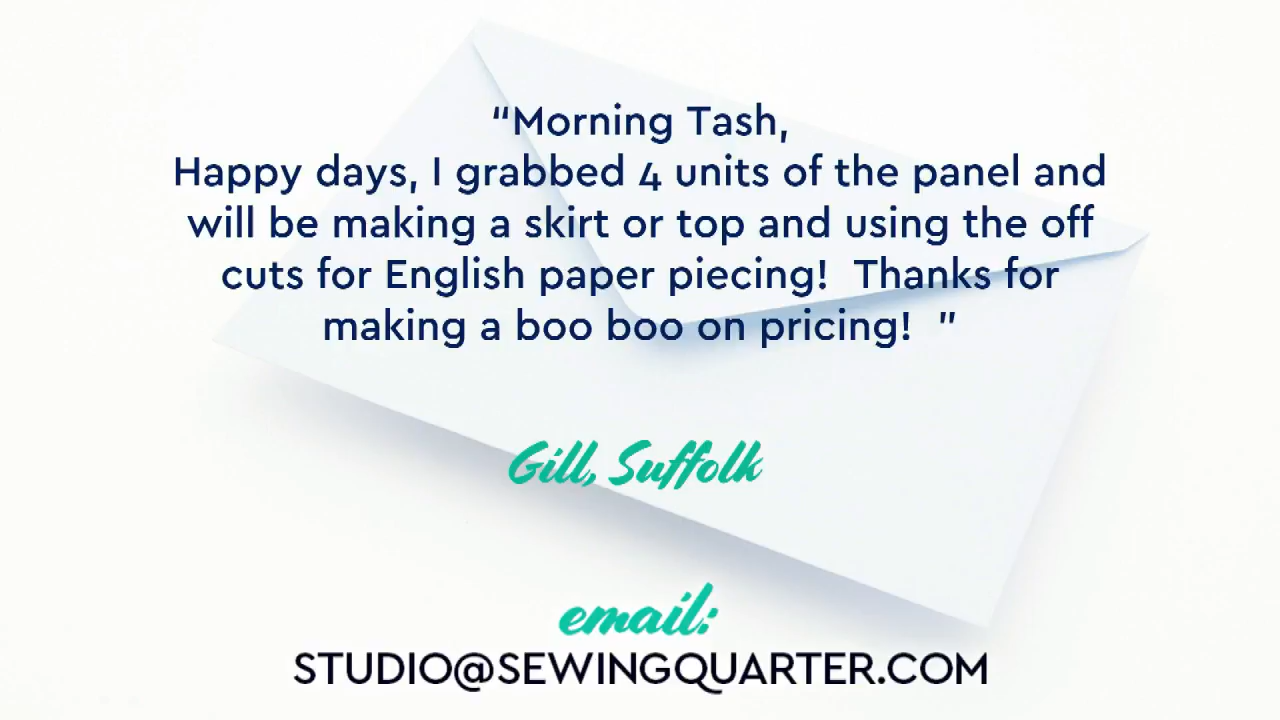 “Morning Tash,
Happy days, I grabbed 4 units of the panel and
will be making a skirt or top and using the off
cuts for English paper piecing!  Thanks for
making a boo boo on pricing!  ”
Gill, Suffolk
email:
STUDIO@SEWINGQUARTER.COM